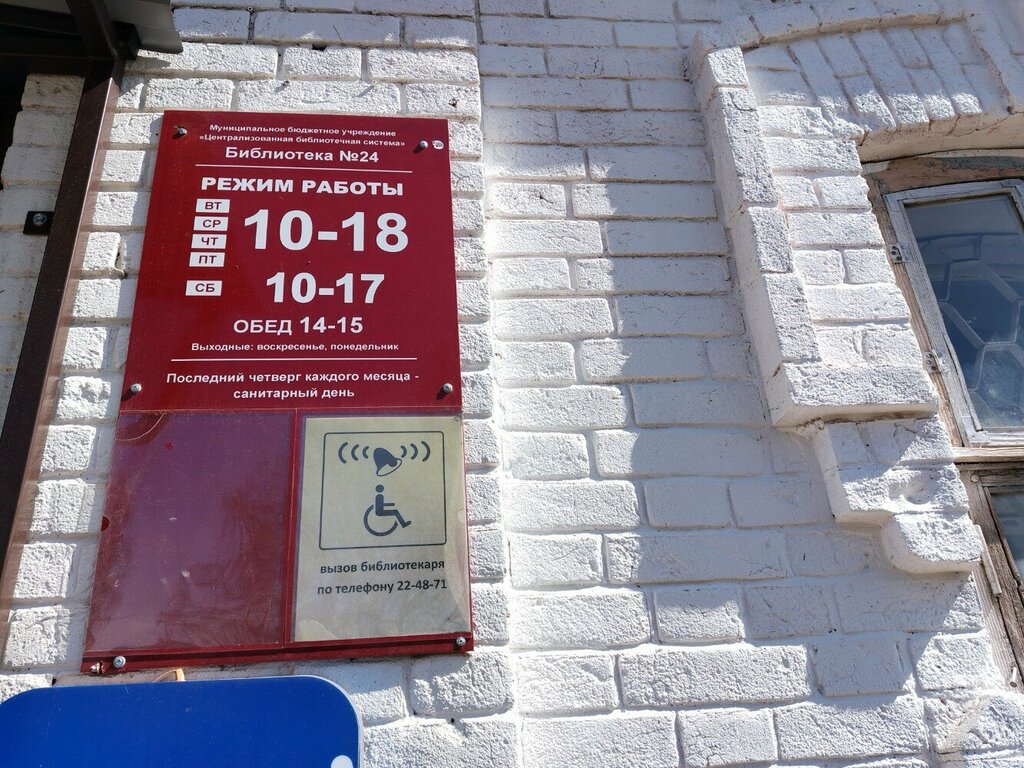 Муниципальное бюджетное учреждение
«Централизованная библиотечная система»
Библиотека №24
РЕЖИМ РАБОТЫ
ВТ
СР
ЧТ
ПТ
10-18
СБ
10-17
ОБЕД 14-15
Выходные: воскресенье, понедельник
Последний четверг каждого месяца -
санитарный день
вызов библиотекаря
по телефону 22-48-71